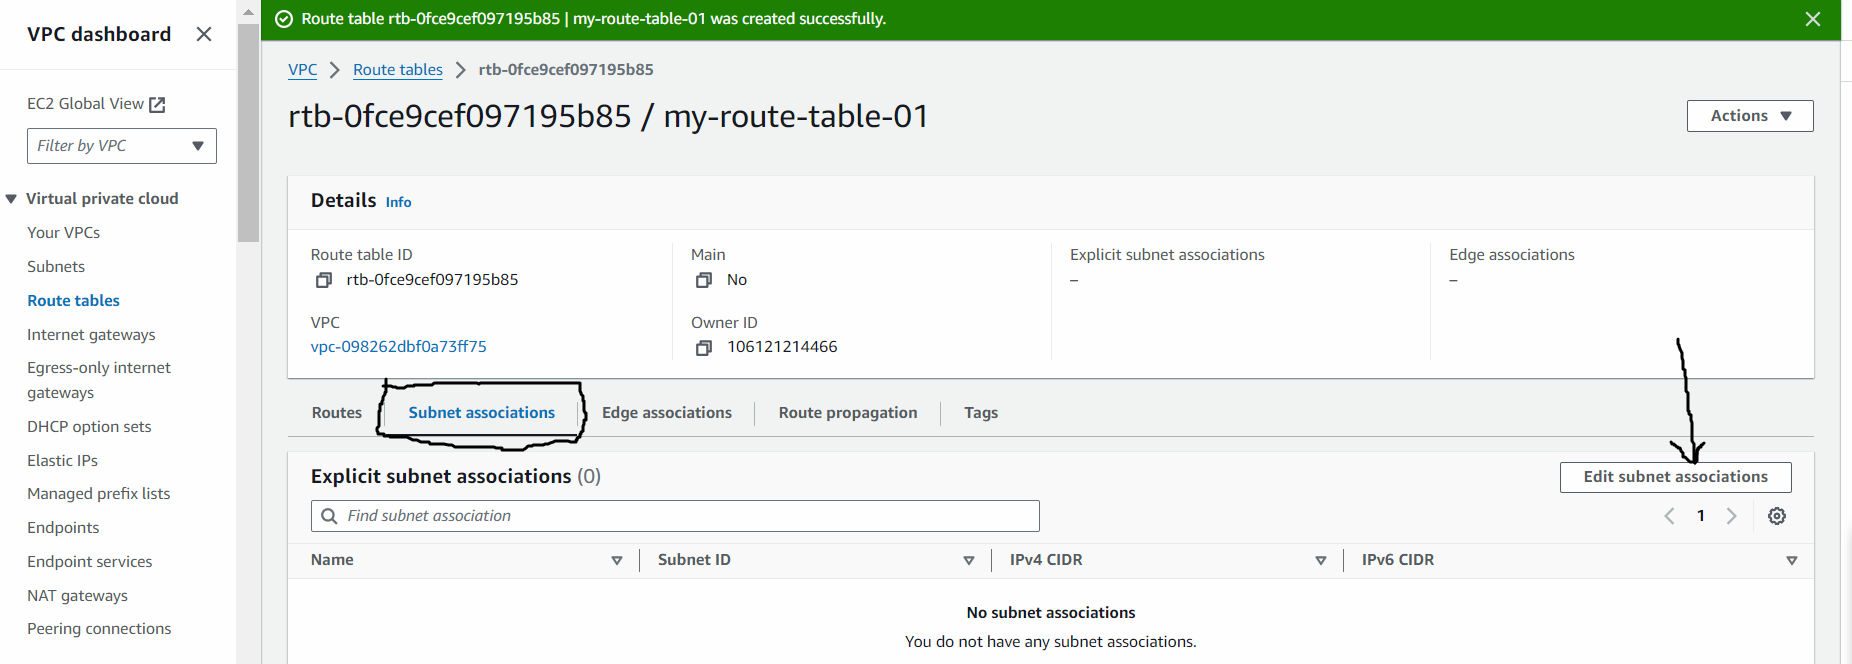 Route table rtb-0fce9cef097195b85 | my-route-table-01 was created successfully.
VPC dashboard
EC2 Global View
Filter by VPC
Virtual private cloud
Your VPCs
Subnets
Route tables
Internet gateways
Egress-only internet
gateways
DHCP option sets
Elastic IPs
Managed prefix lists
Endpoints
Endpoint services
NAT gateways
Peering connections
VPC Route tables rtb-0fce9cef097195b85
rtb-0fce9cef097195b85 / my-route-table-01
Actions
Details Info
Route table ID Main Explicit subnet associations Edge associations
rtb-0fce9cef097195b85 No – –
VPC Owner ID
vpc-098262dbf0a73ff75 106121214466
Routes Subnet associations Edge associations Route propagation Tags
Explicit subnet associations (0) Edit subnet associations
Find subnet association 1
Name Subnet ID IPv4 CIDR IPv6 CIDR
No subnet associations
You do not have any subnet associations.